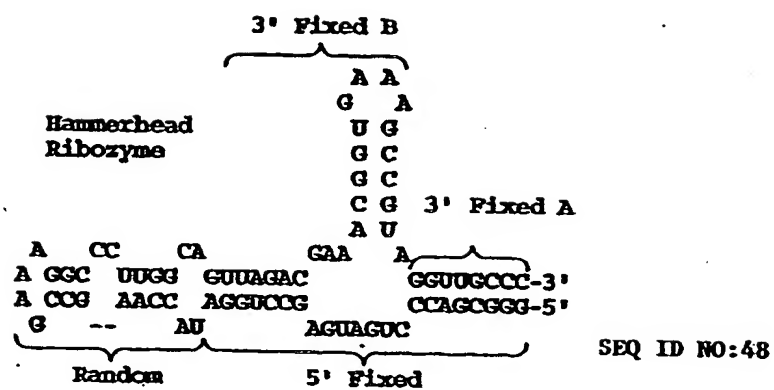 3' Fixed B
A A
G A
Hammerhead U G
Ribozyme G C
G C
C G 3' Fixed A
A U
A CC CA GAA A
A GGC UUGG GUUAGAC GGUUGCCC-3'
A CCG AACC AGGUCCG CCAGCGGG-5'
G -- AU AGUAGUC
SEQ ID NO:48
Random 5' Fixed